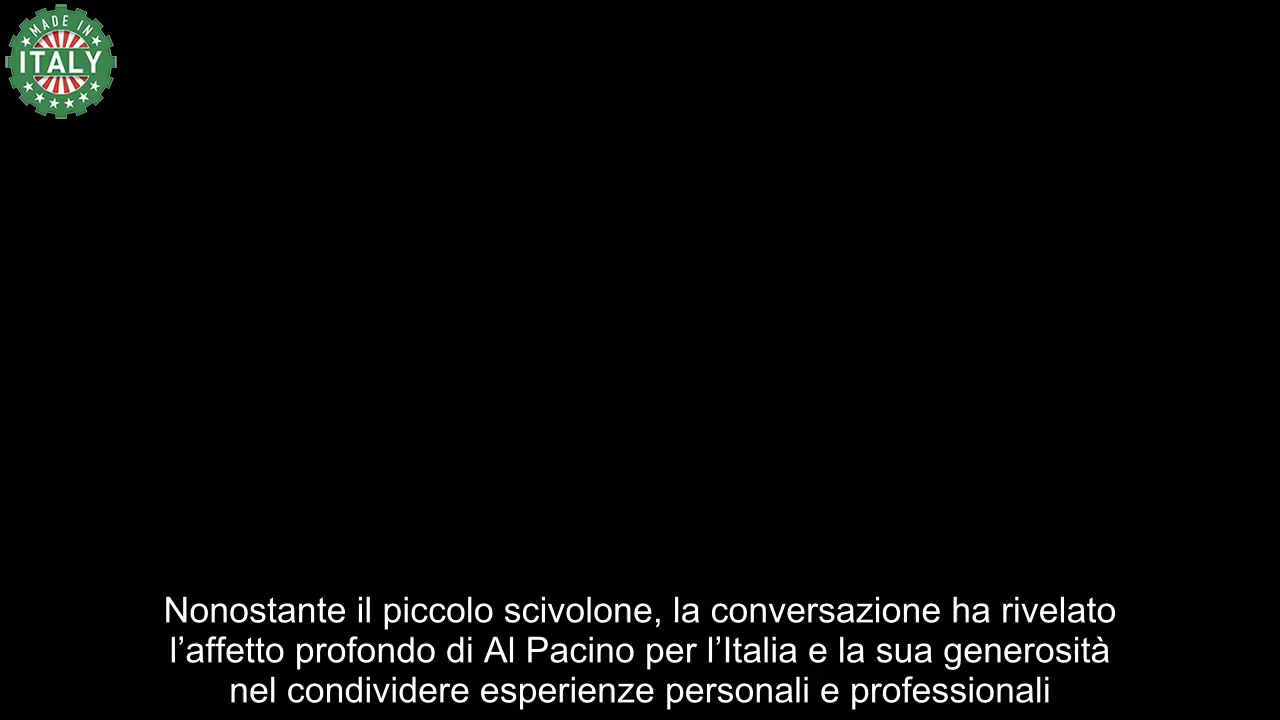 MADE IN
ITALY
Nonostante il piccolo scivolone, la conversazione ha rivelato
l’affetto profondo di Al Pacino per l’Italia e la sua generosità
nel condividere esperienze personali e professionali